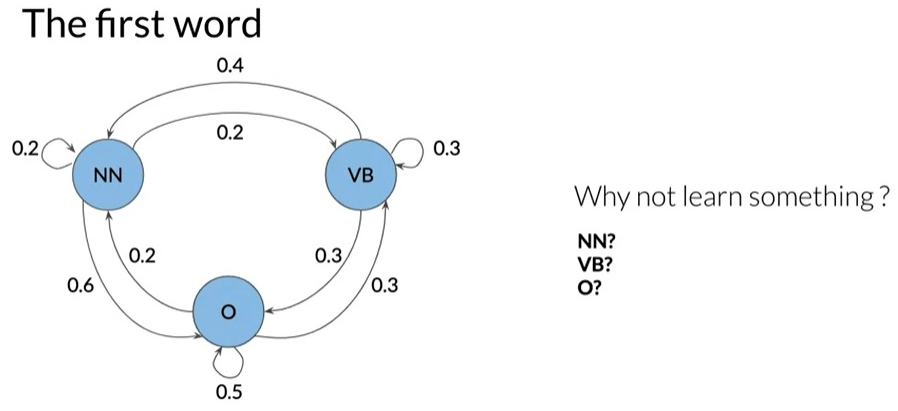 The first word
0.4
0.2
0.2
0.3
NN
VB
Why not learn something ?
NN?
VB?
O?
0.2
0.3
0.6
0.3
O
0.5